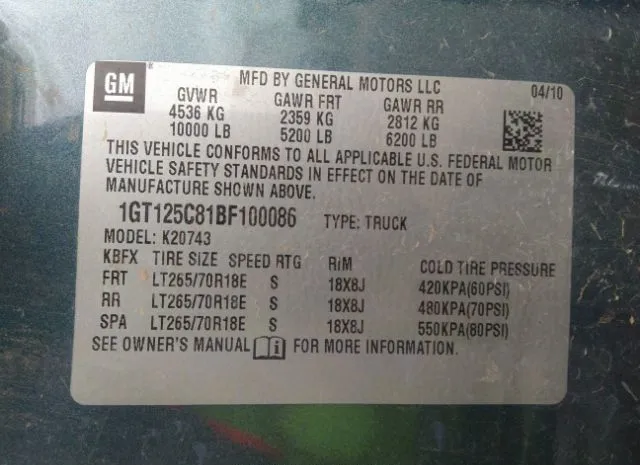 GM
MFD BY GENERAL MOTORS LLC 04/10
GVWR GAWR FRT GAWR RR
4536 KG 2359 KG 2812 KG
10000 LB 5200 LB 6200 LB
THIS VEHICLE CONFORMS TO ALL APPLICABLE U.S. FEDERAL MOTOR
VEHICLE SAFETY STANDARDS IN EFFECT ON THE DATE OF
MANUFACTURE SHOWN ABOVE.
1GT125C81BF100086 TYPE: TRUCK
MODEL: K20743
KBFX TIRE SIZE SPEED RTG RIM COLD TIRE PRESSURE
FRT LT265/70R18E S 18X8J 420KPA(60PSI)
RR LT265/70R18E S 18X8J 480KPA(70PSI)
SPA LT265/70R18E S 18X8J 550KPA(80PSI)
SEE OWNER'S MANUAL FOR MORE INFORMATION.